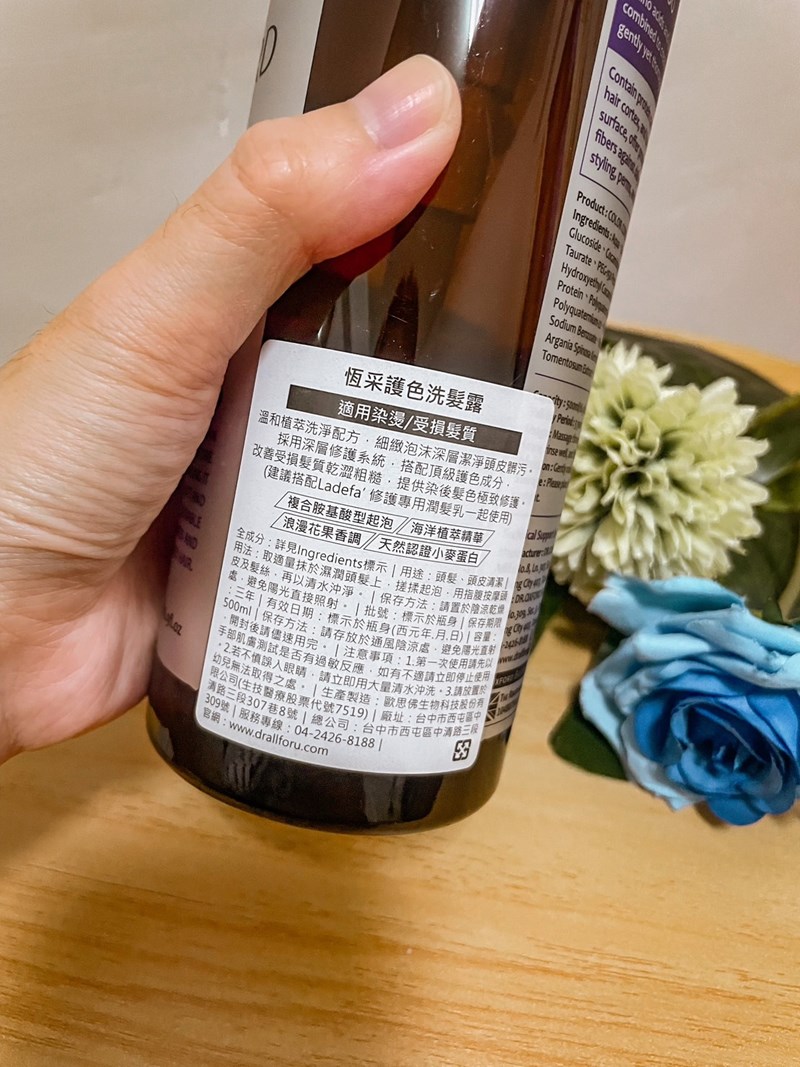 combined
gently yet
Contain
hair cortex,
surface,
fibers against
styling,
Product : COLOR
Ingredients :
Glucoside、
Taurate、PEG-
Hydroxyethyl
Protein、
Polyquaternium
Sodium
Argania Spinosa
Tomentosum
恆采護色洗髮露
適用染燙/受損髮質
溫和植萃洗淨配方，細緻泡沫深層潔淨頭皮髒污。
採用深層修護系統，搭配頂級護色成分，
改善受損髮質乾澀粗糙，提供染後髮色極致修護。
(建議搭配Ladefa' 修護專用潤髮乳一起使用)
複合胺基酸型起泡 海洋植萃精華
浪漫花果香調 天然認證小麥蛋白
全成分：詳見Ingredients標示 | 用途：頭髮、頭皮清潔 |
用法：取適量抹於濕潤頭髮上，搓揉起泡，用指腹按摩頭
皮及髮絲，再以清水沖淨。 | 保存方法：請置於陰涼乾燥
處，避免陽光直接照射。 | 批號：標示於瓶身 | 保存期限
：三年 | 有效日期：標示於瓶身(西元年.月.日) | 容量：
500ml | 保存方法：請存放於通風陰涼處，避免陽光直射
，開封後請儘速用完。 | 注意事項：1.第一次使用請先以
手部肌膚測試是否有過敏反應，如有不適請立即停止使用
。2.若不慎誤入眼睛，請立即用大量清水沖洗。3.請放置於
幼兒無法取得之處。 | 生產製造：歐思佛生物科技股份有
限公司(生技醫療股票代號7519) | 廠址：台中市西屯區中
清路三段307巷8號 | 總公司：台中市西屯區中清路三段
309號 | 服務專線：04-2426-8188 |
官網：www.drallforu.com